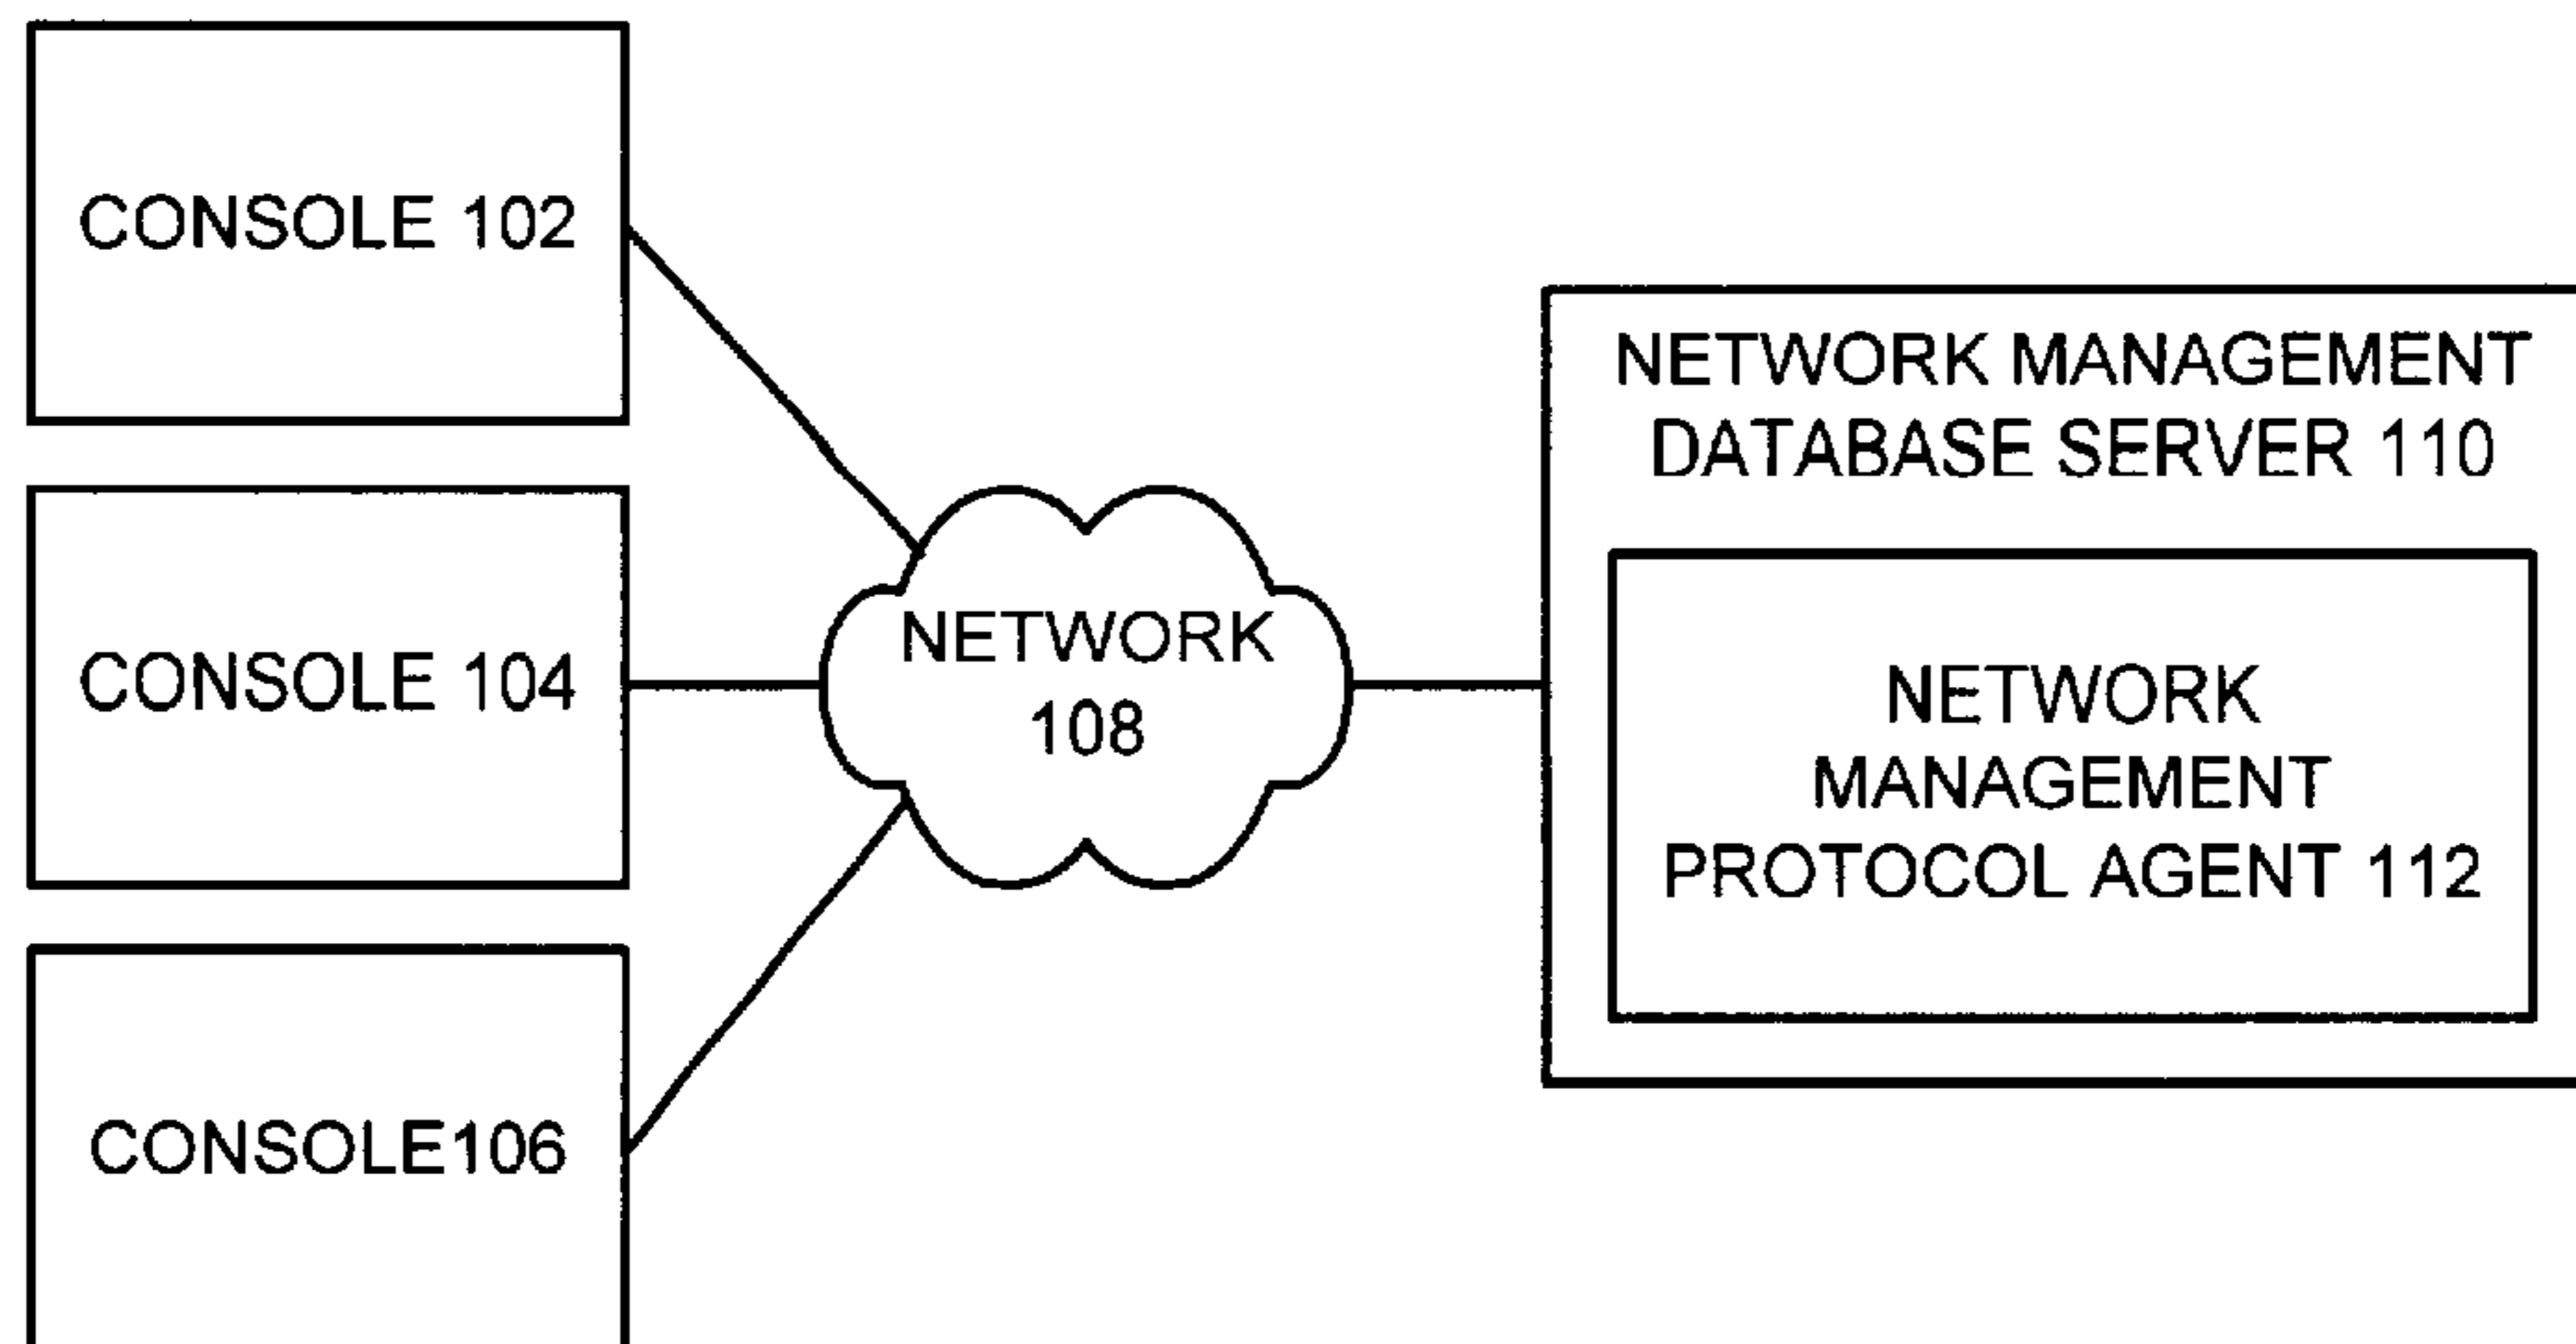 CONSOLE 102
CONSOLE 104
CONSOLE106
NETWORK
108
NETWORK MANAGEMENT
DATABASE SERVER 110
NETWORK
MANAGEMENT
PROTOCOL AGENT 112